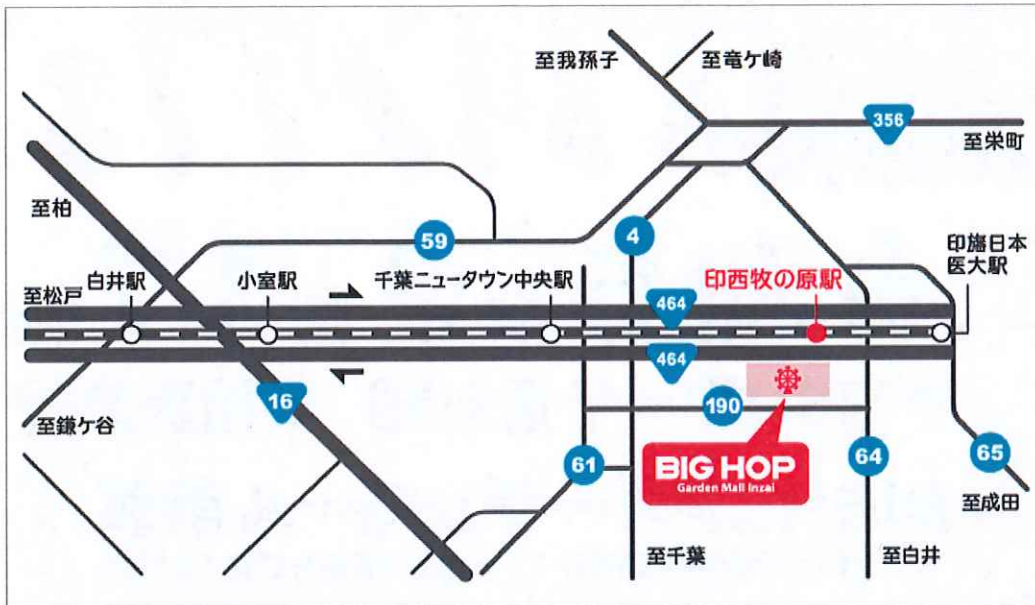 至我孫子
至竜ケ崎
356
至栄町
至柏
59
4
印旛日本
医大駅
至松戸
白井駅
小室駅
千葉ニュータウン中央駅
464
印西牧の原駅
464
16
190
至鎌ケ谷
61
BIG HOP
Garden Mall Inzai
64
65
至成田
至千葉
至白井